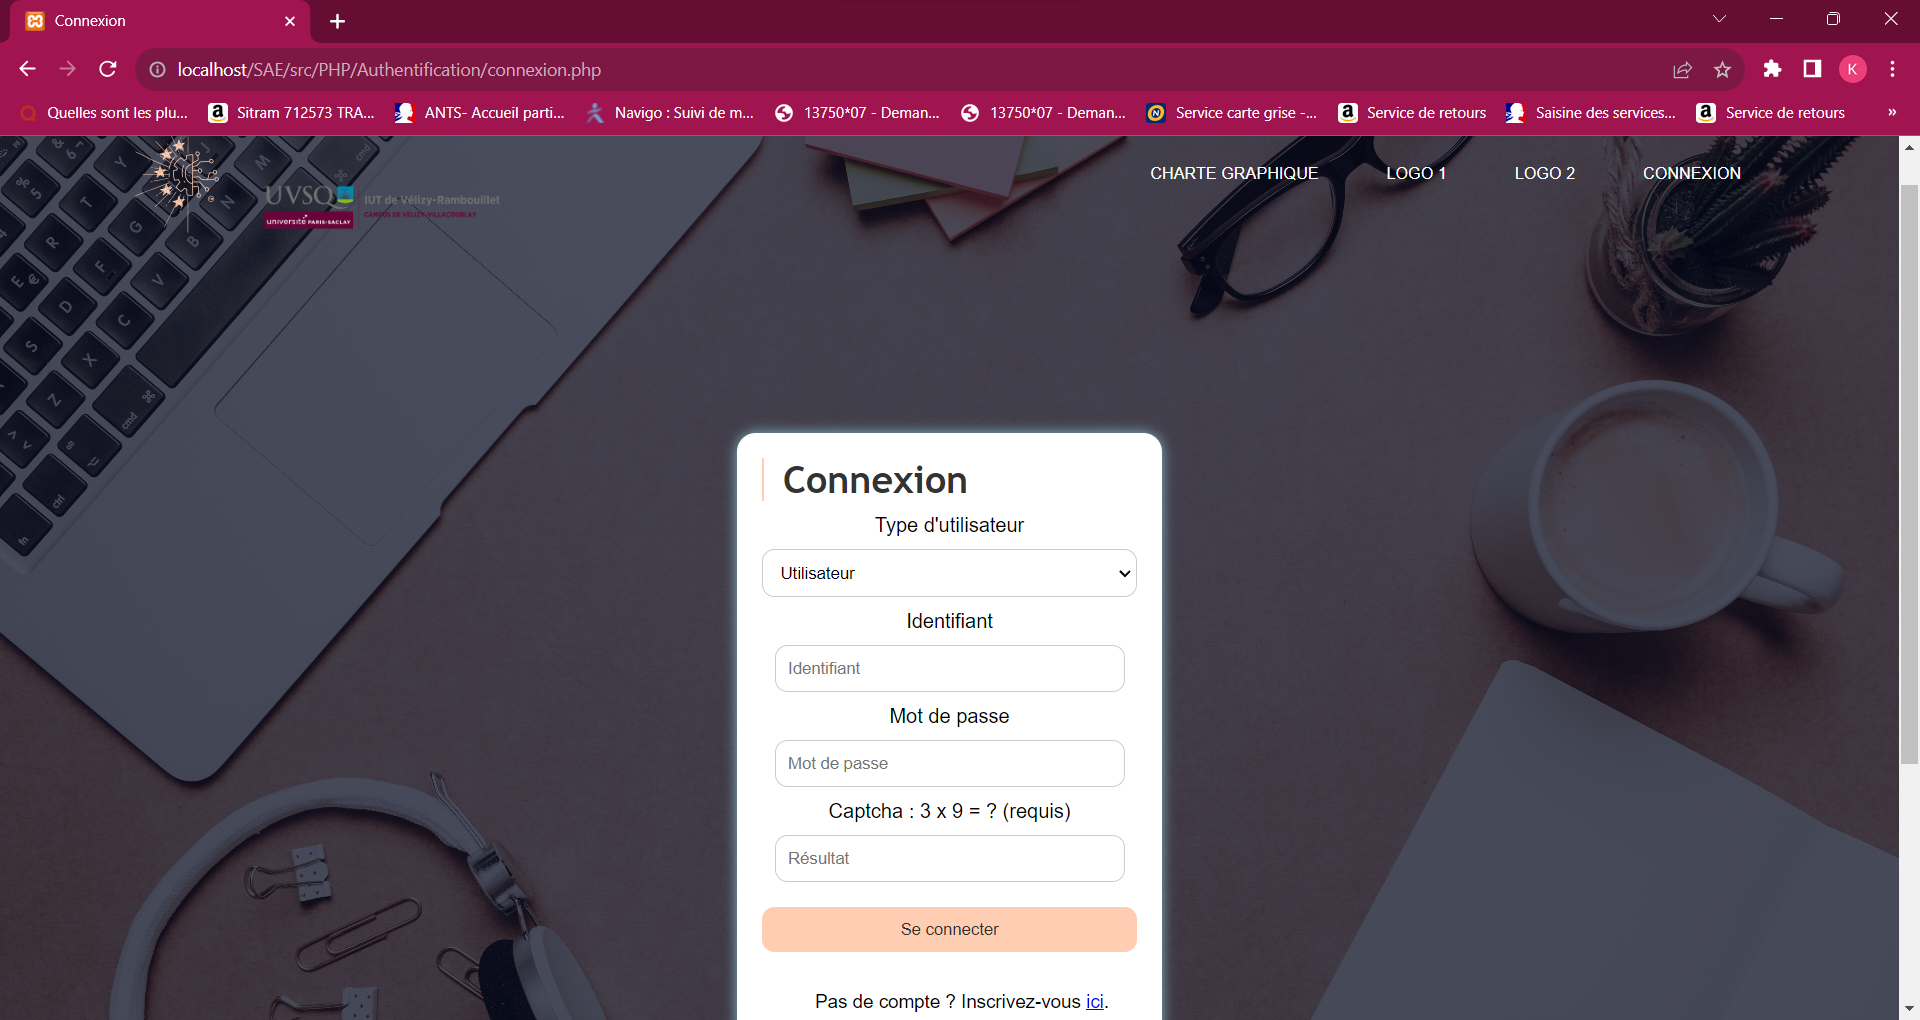 Connexion
localhost/SAE/src/PHP/Authentification/connexion.php
K
Quelles sont les plu... Sitram 712573 TRA... ANTS- Accueil parti... Navigo : Suivi de m... 13750*07 - Deman... 13750*07 - Deman... Service carte grise -... Service de retours Saisine des services... Service de retours »
CHARTE GRAPHIQUE LOGO 1 LOGO 2 CONNEXION
UVSQ IUT de Vélizy-Rambouillet
université PARIS-SACLAY CAMPUS DE VÉLIZY-VILLACOUBLAY
Connexion
Type d'utilisateur
Utilisateur
Identifiant
Identifiant
Mot de passe
Mot de passe
Captcha : 3 x 9 = ? (requis)
Résultat
Se connecter
Pas de compte ? Inscrivez-vous ici.